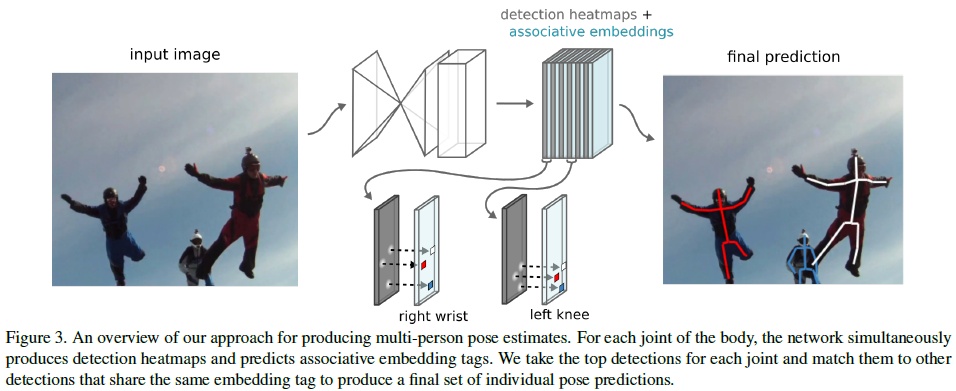 detection heatmaps +
associative embeddings
input image
final prediction
right wrist
left knee
Figure 3. An overview of our approach for producing multi-person pose estimates. For each joint of the body, the network simultaneously
produces detection heatmaps and predicts associative embedding tags. We take the top detections for each joint and match them to other
detections that share the same embedding tag to produce a final set of individual pose predictions.